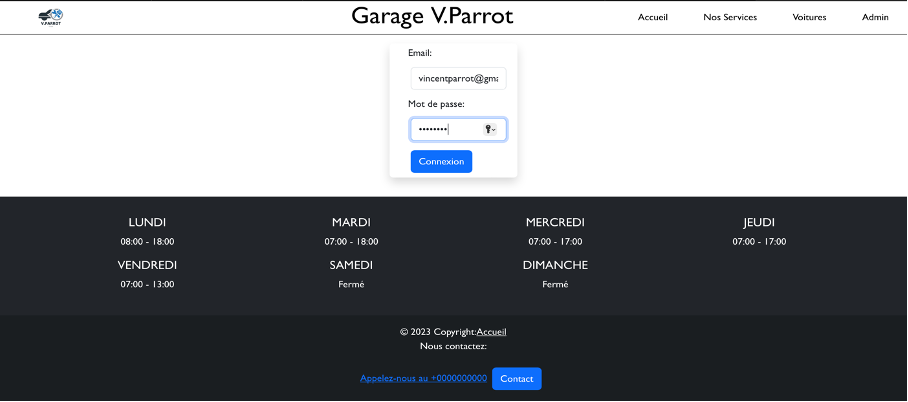 V.PARROT
Garage V.Parrot
Accueil Nos Services Voitures Admin
Email:
vincentparrot@gma
Mot de passe:
••••••••
Connexion
LUNDI MARDI MERCREDI JEUDI
08:00 - 18:00 07:00 - 18:00 07:00 - 17:00 07:00 - 17:00
VENDREDI SAMEDI DIMANCHE
07:00 - 13:00 Fermé Fermé
© 2023 Copyright:Accueil
Nous contactez:
Appelez-nous au +0000000000 Contact